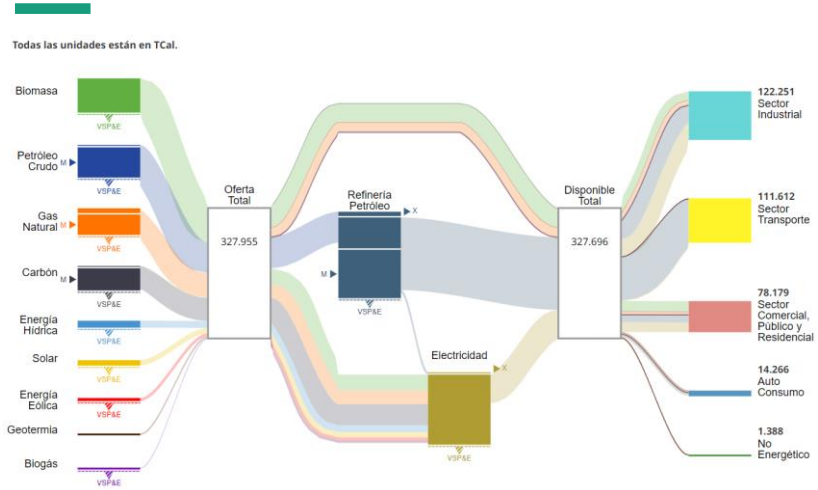 Todas las unidades están en TCal.
Biomasa
VSP&E
Petróleo
Crudo
M
VSP&E
Gas
Natural
M
VSP&E
Carbón
M
VSP&E
Energía
Hídrica
VSP&E
Solar
VSP&E
Energía
Eólica
VSP&E
Geotermia
Biogás
VSP&E
Oferta
Total
327.955
Refinería
Petróleo
X
M
VSP&E
Electricidad
X
VSP&E
Disponible
Total
327.696
122.251
Sector
Industrial
111.612
Sector
Transporte
78.179
Sector
Comercial,
Público y
Residencial
14.266
Auto
Consumo
1.388
No
Energético